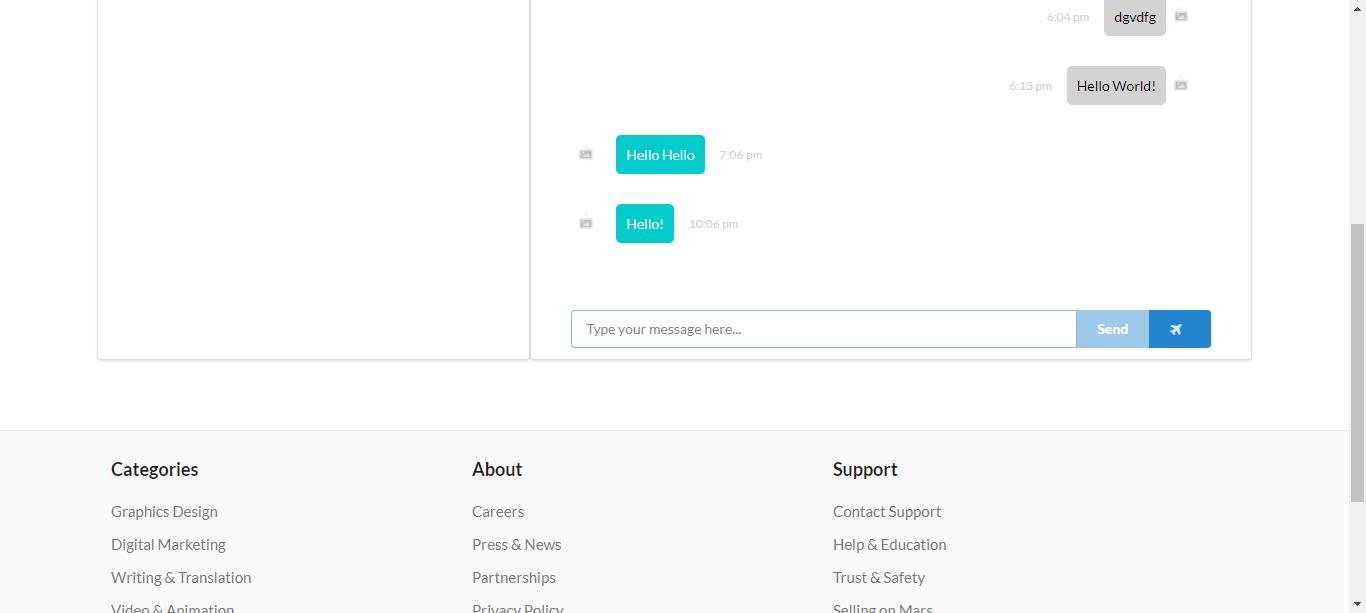 6:04 pm dgvdfg
6:13 pm Hello World!
Hello Hello 7:06 pm
Hello! 10:06 pm
Type your message here... Send
Categories About Support
Graphics Design Careers Contact Support
Digital Marketing Press & News Help & Education
Writing & Translation Partnerships Trust & Safety
Video & Animation Privacy Policy Selling on Mars